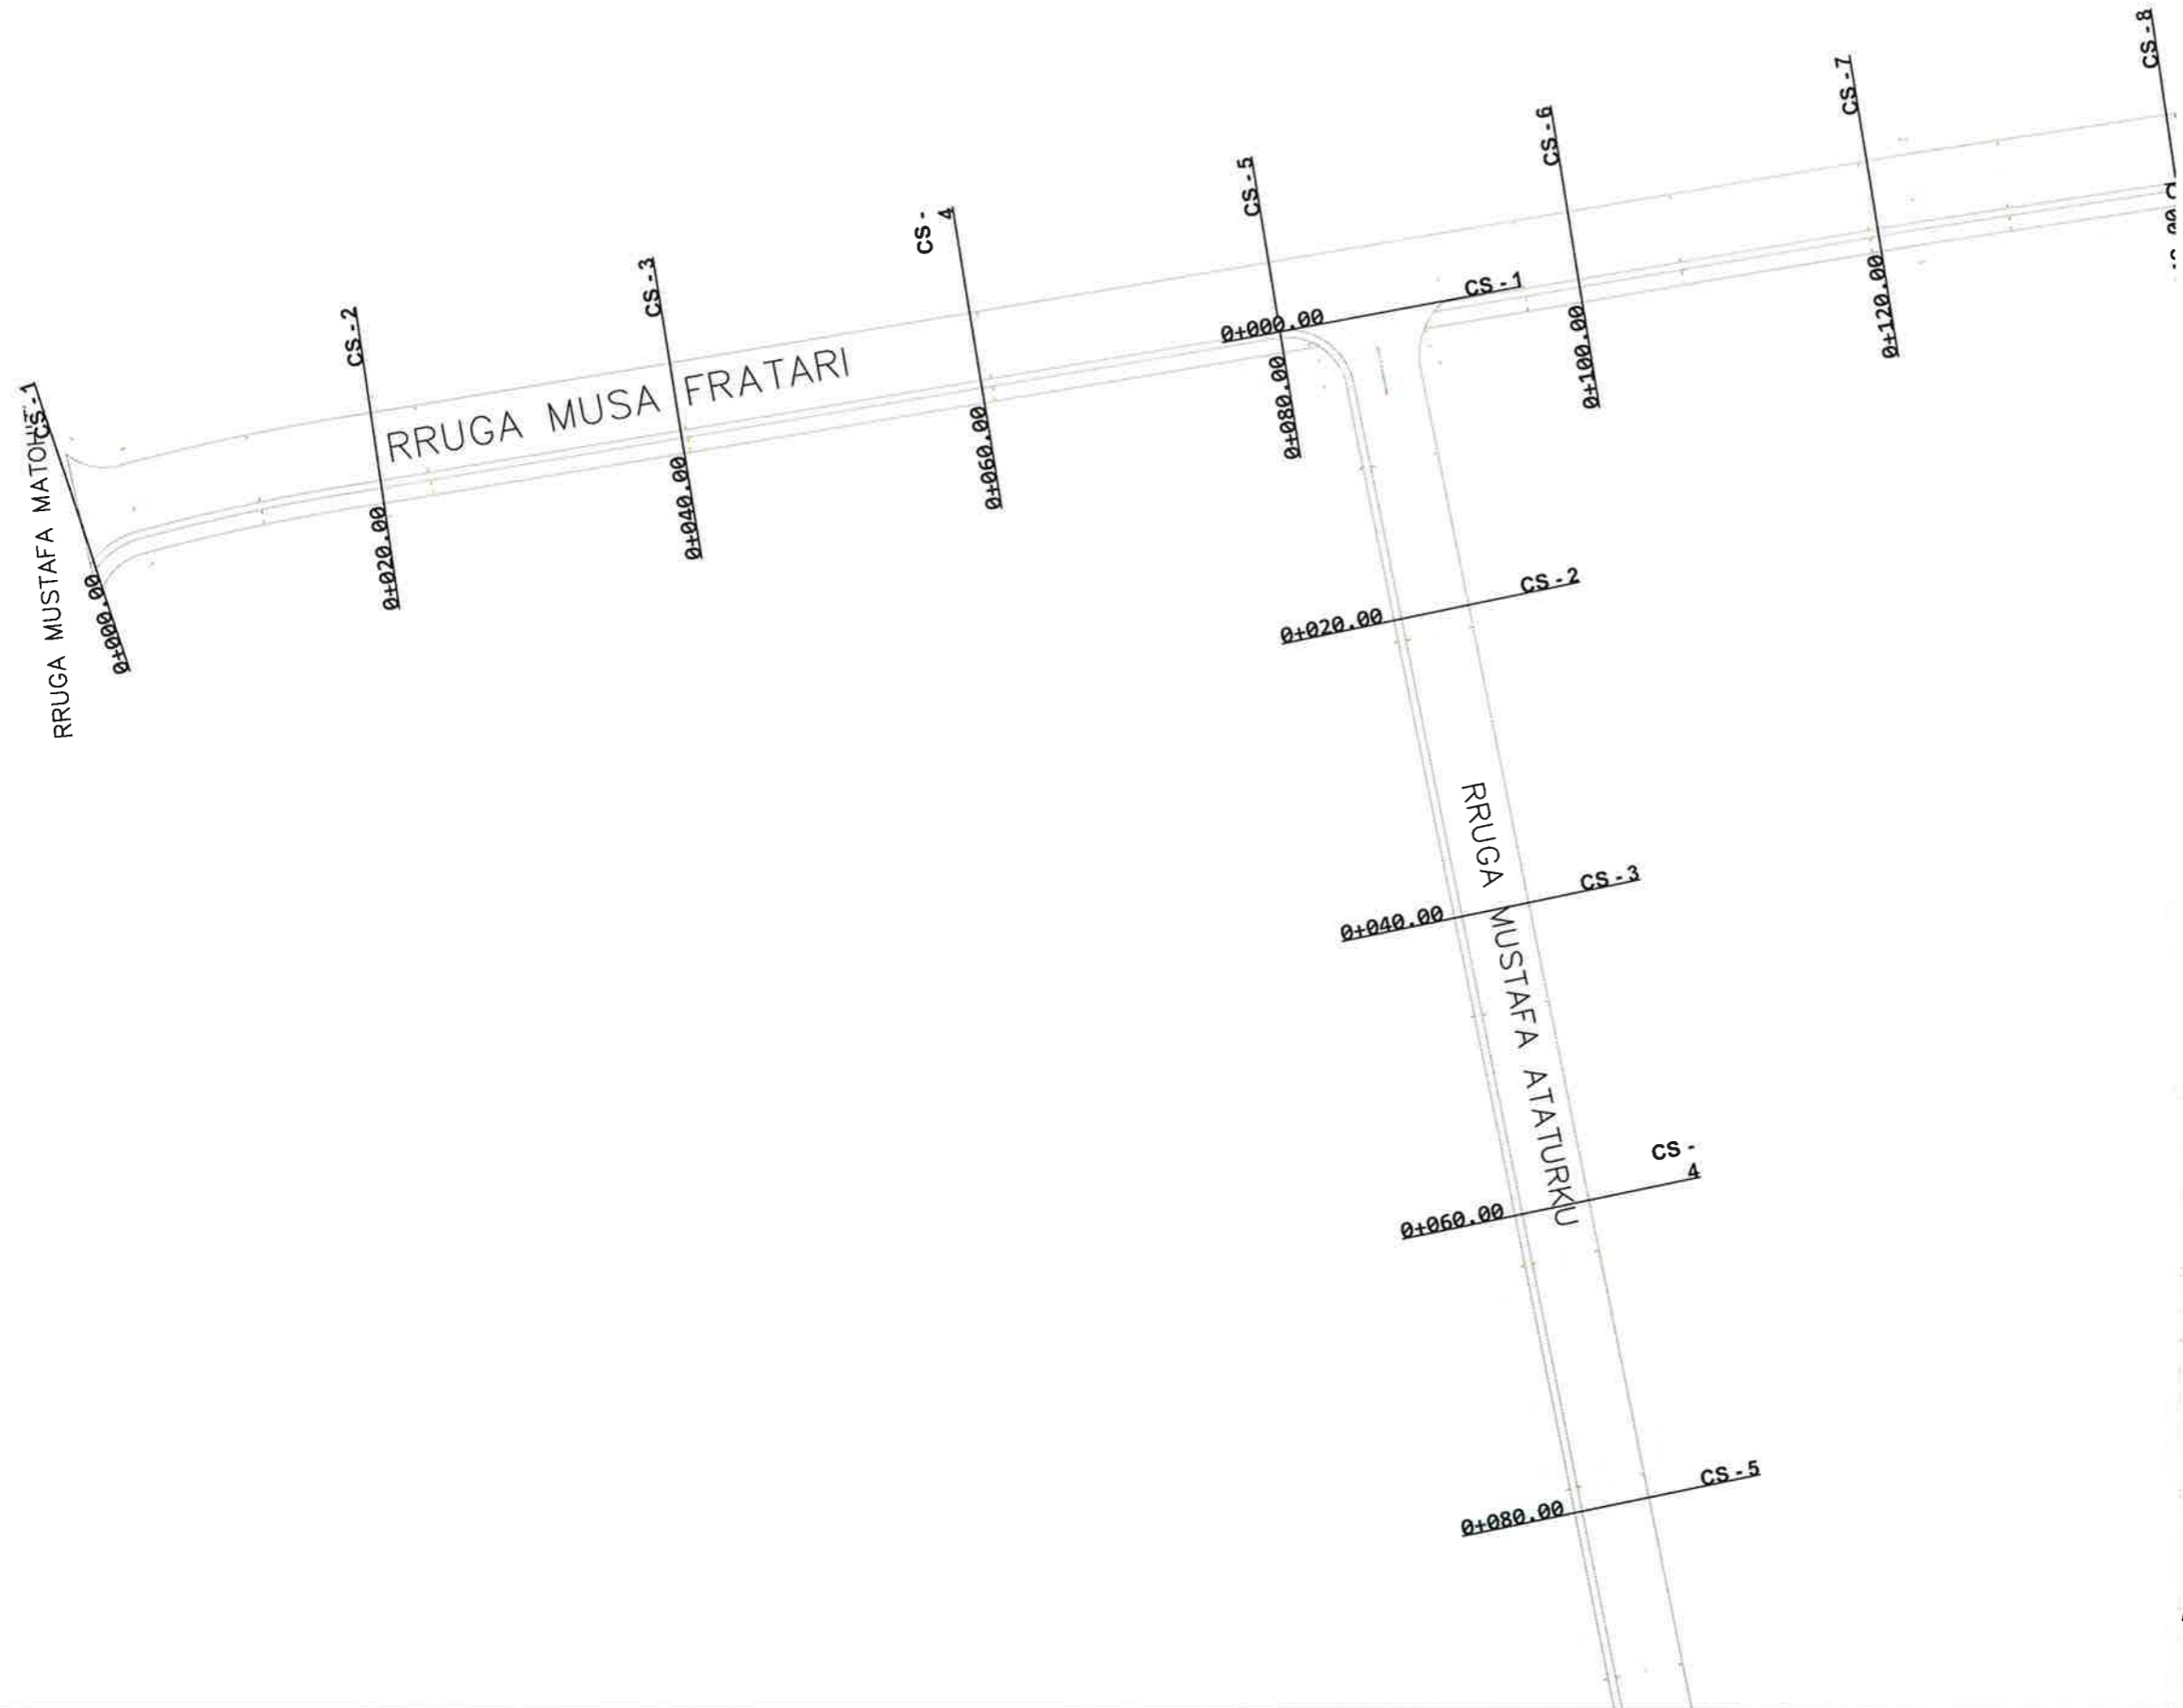 CS-1
RRUGA MUSTAFA MATOHITI
0+000.00
CS-2
0+020.00
CS-3
0+040.00
CS-
4
0+060.00
CS-5
0+080.00
CS-6
0+100.00
CS-7
0+120.00
CS-8
RRUGA MUSA FRATARI
CS-1
0+000.00
CS-2
0+020.00
CS-3
0+040.00
CS-
4
0+060.00
CS-5
0+080.00
RRUGA MUSTAFA ATATURKU